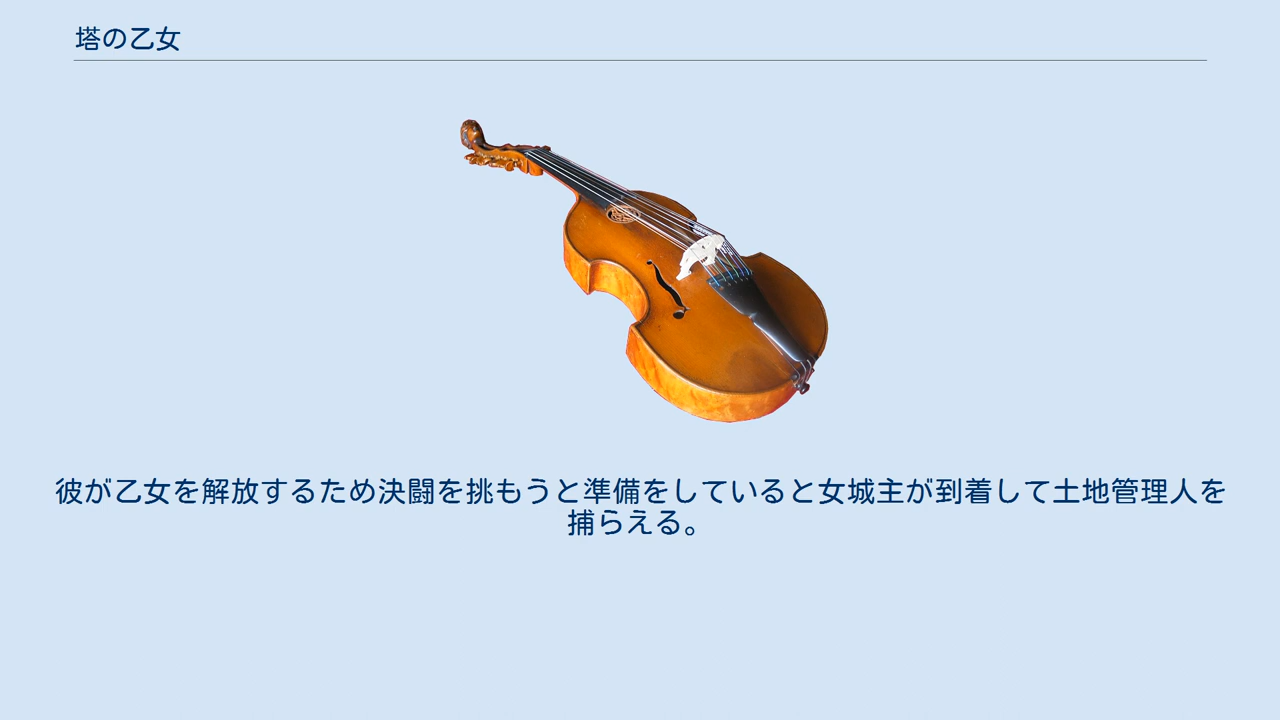 塔の乙女
彼が乙女を解放するため決闘を挑もうと準備をしていると女城主が到着して土地管理人を
捕らえる。